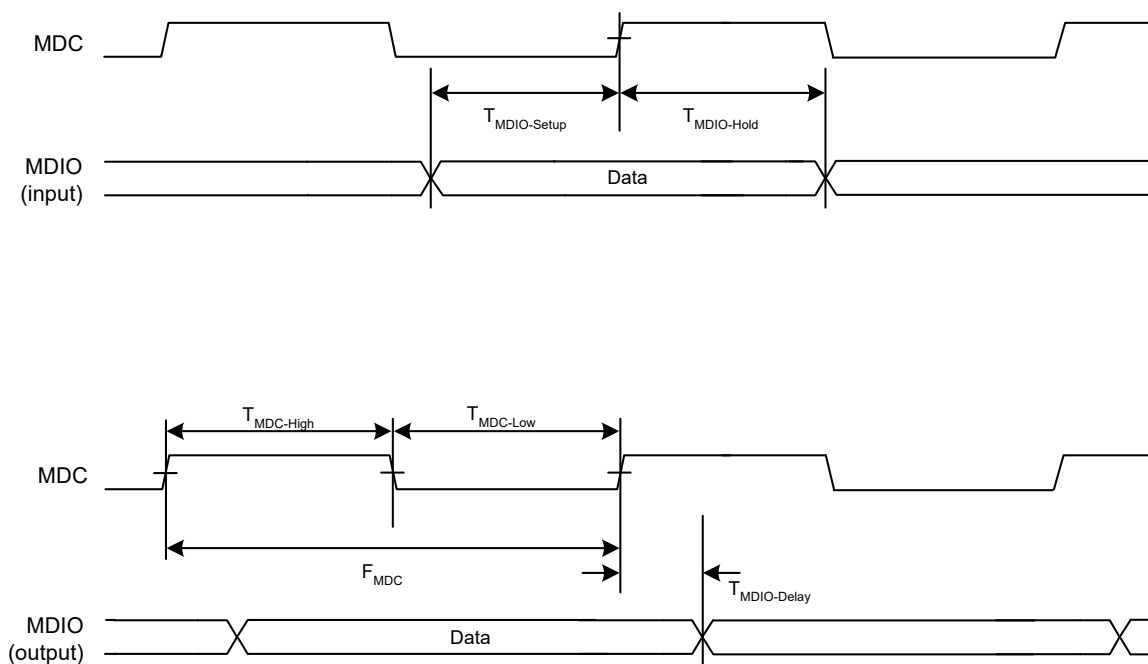 MDC
T MDIO-Setup
T MDIO-Hold
MDIO
(input)
Data
T MDC-High
T MDC-Low
MDC
F MDC
T MDIO-Delay
MDIO
(output)
Data